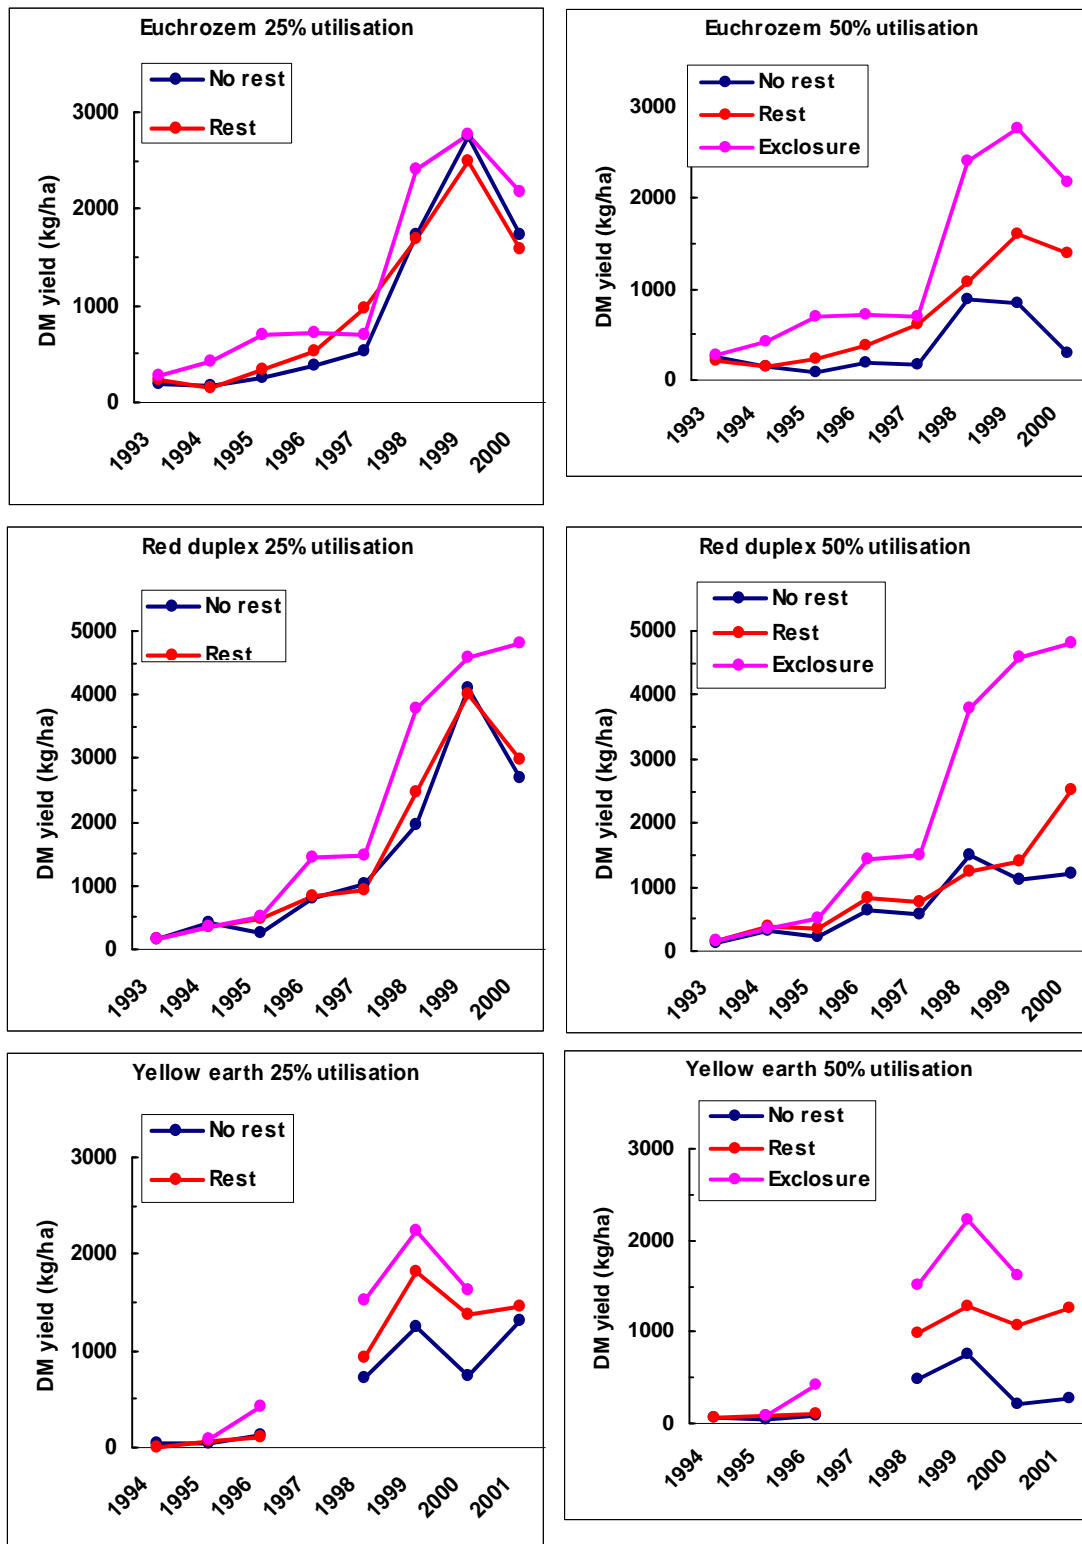 Euchrozem 25% utilisation
No rest
Rest
DM yield (kg/ha)
3000
2000
1000
0
1993
1994
1995
1996
1997
1998
1999
2000
Euchrozem 50% utilisation
No rest
Rest
Exclosure
DM yield (kg/ha)
3000
2000
1000
0
1993
1994
1995
1996
1997
1998
1999
2000
Red duplex 25% utilisation
No rest
Rest
DM yield (kg/ha)
5000
4000
3000
2000
1000
0
1993
1994
1995
1996
1997
1998
1999
2000
Red duplex 50% utilisation
No rest
Rest
Exclosure
DM yield (kg/ha)
5000
4000
3000
2000
1000
0
1993
1994
1995
1996
1997
1998
1999
2000
Yellow earth 25% utilisation
No rest
Rest
DM yield (kg/ha)
3000
2000
1000
0
1994
1995
1996
1997
1998
1999
2000
2001
Yellow earth 50% utilisation
No rest
Rest
Exclosure
DM yield (kg/ha)
3000
2000
1000
0
1994
1995
1996
1997
1998
1999
2000
2001